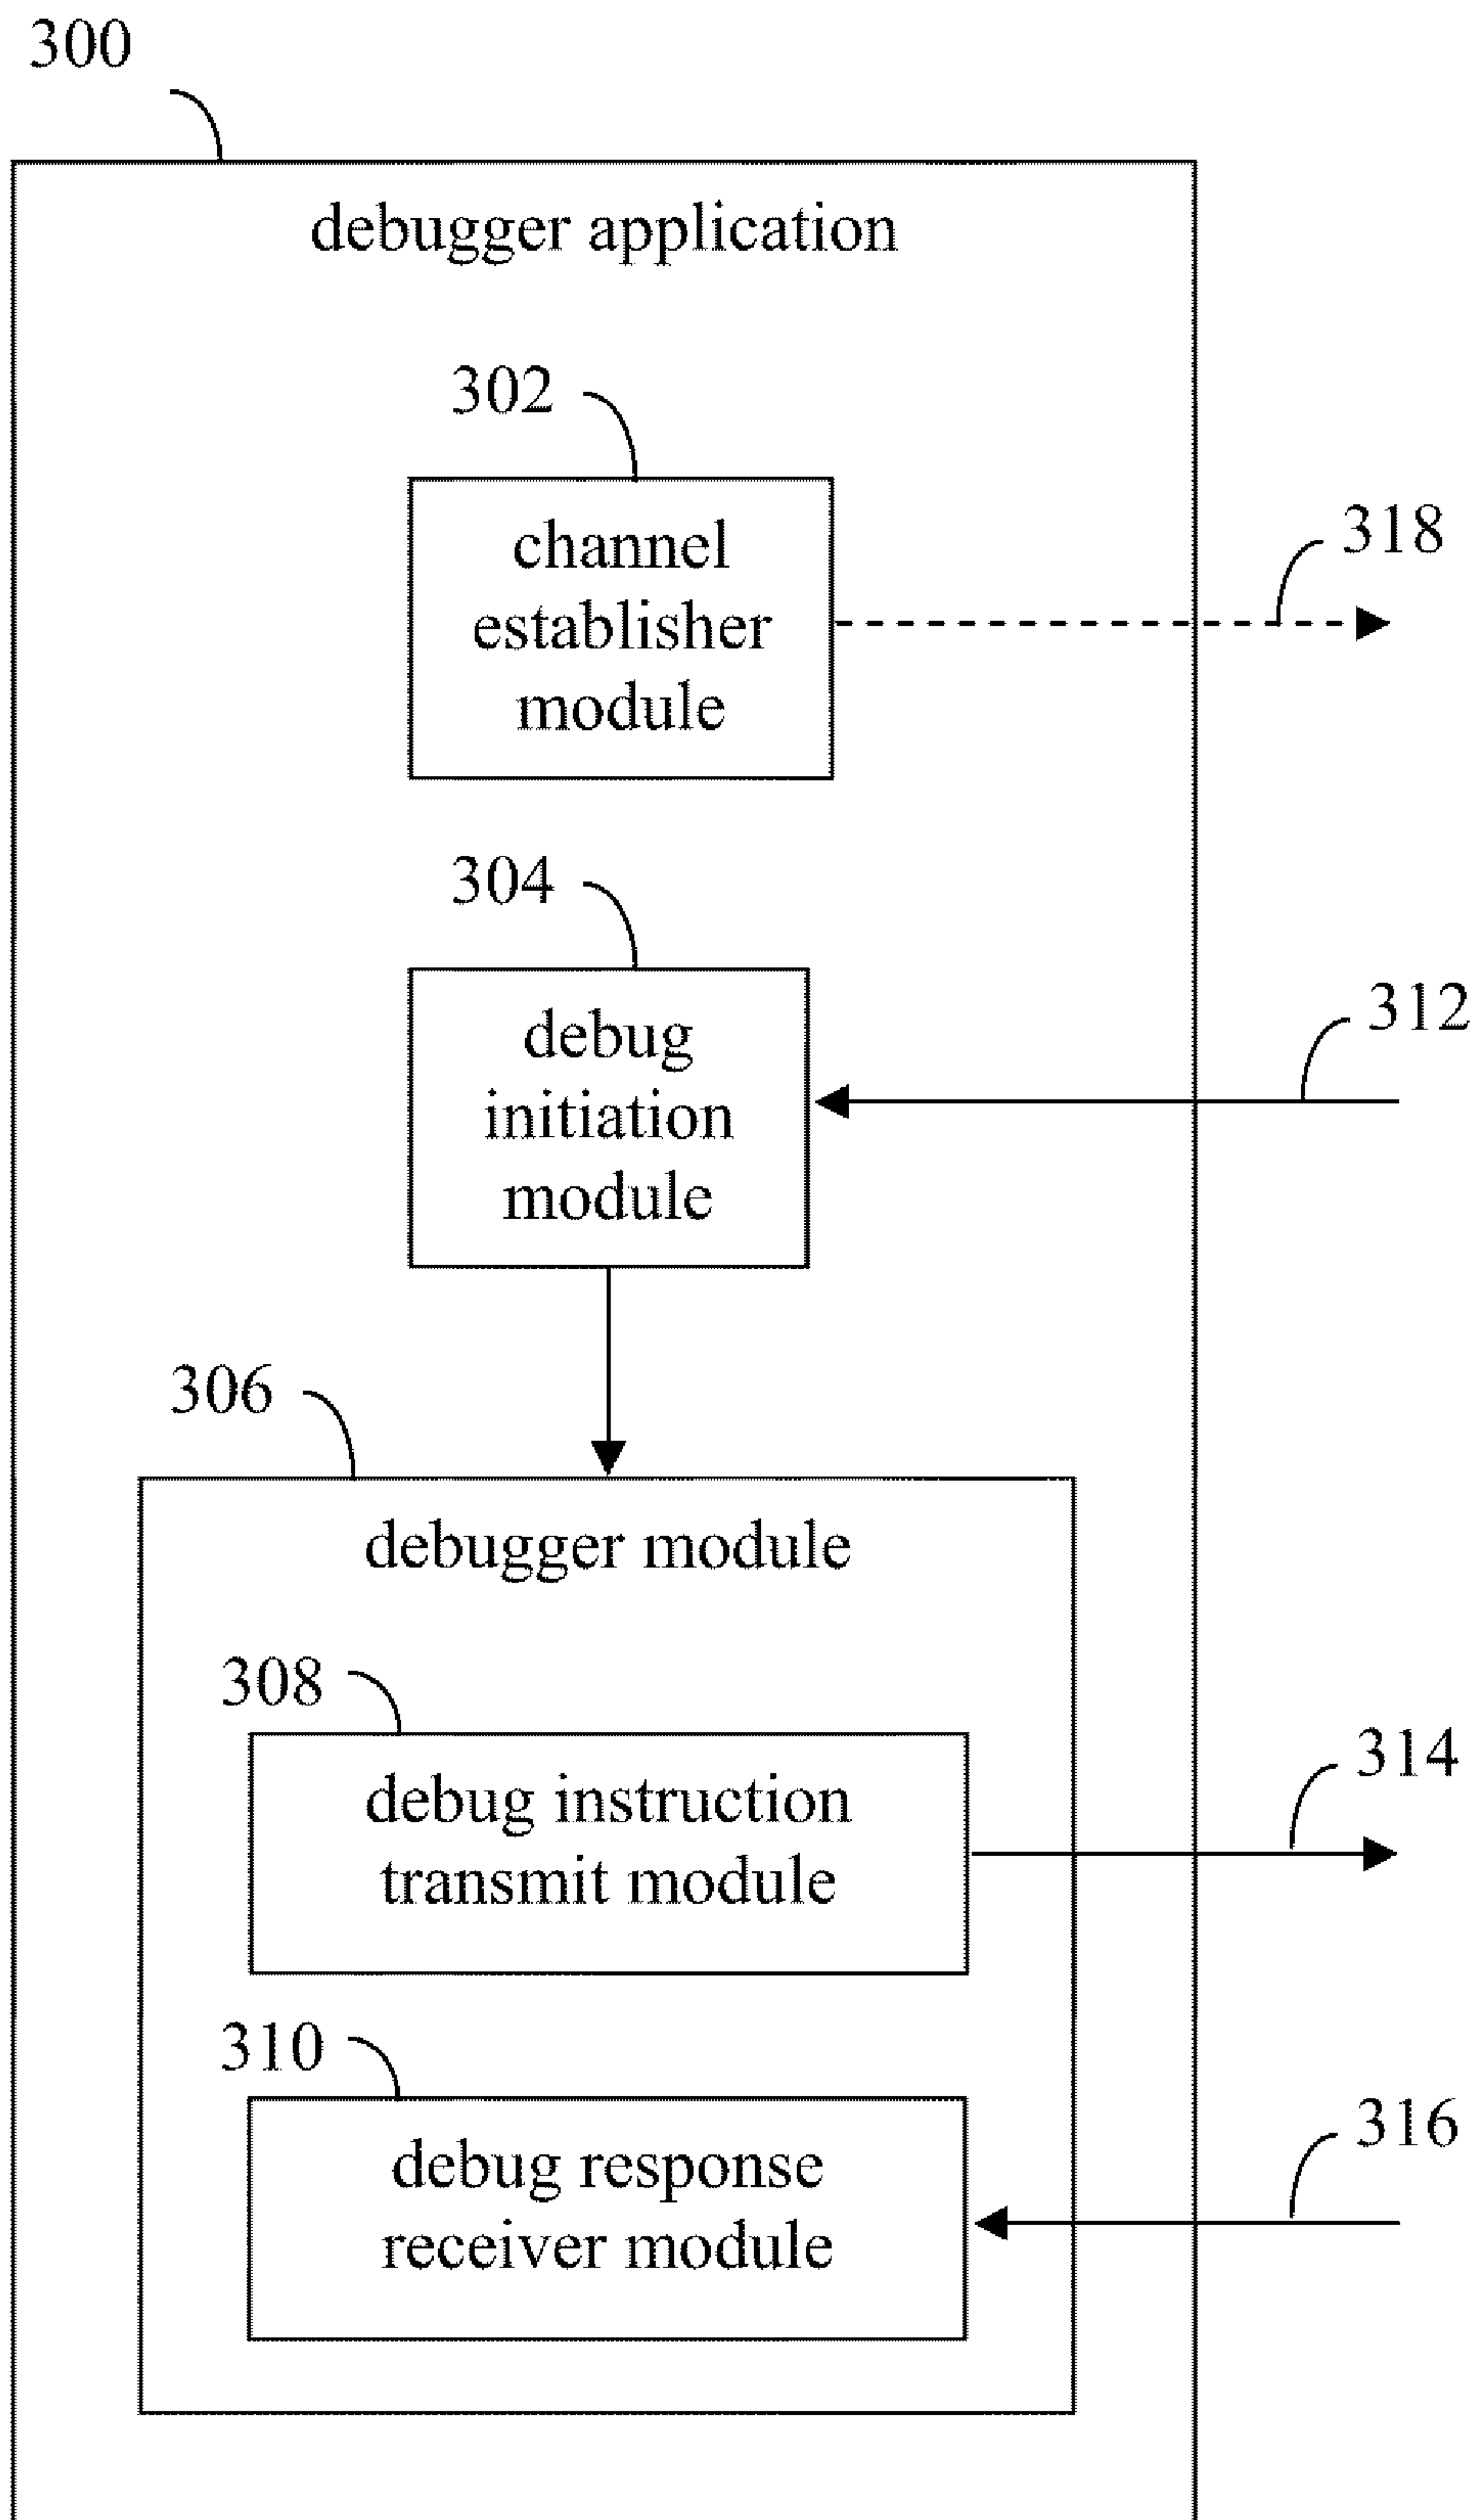 300
debugger application
302
channel
establisher
module
318
304
debug
initiation
module
312
306
debugger module
308
debug instruction
transmit module
314
310
debug response
receiver module
316